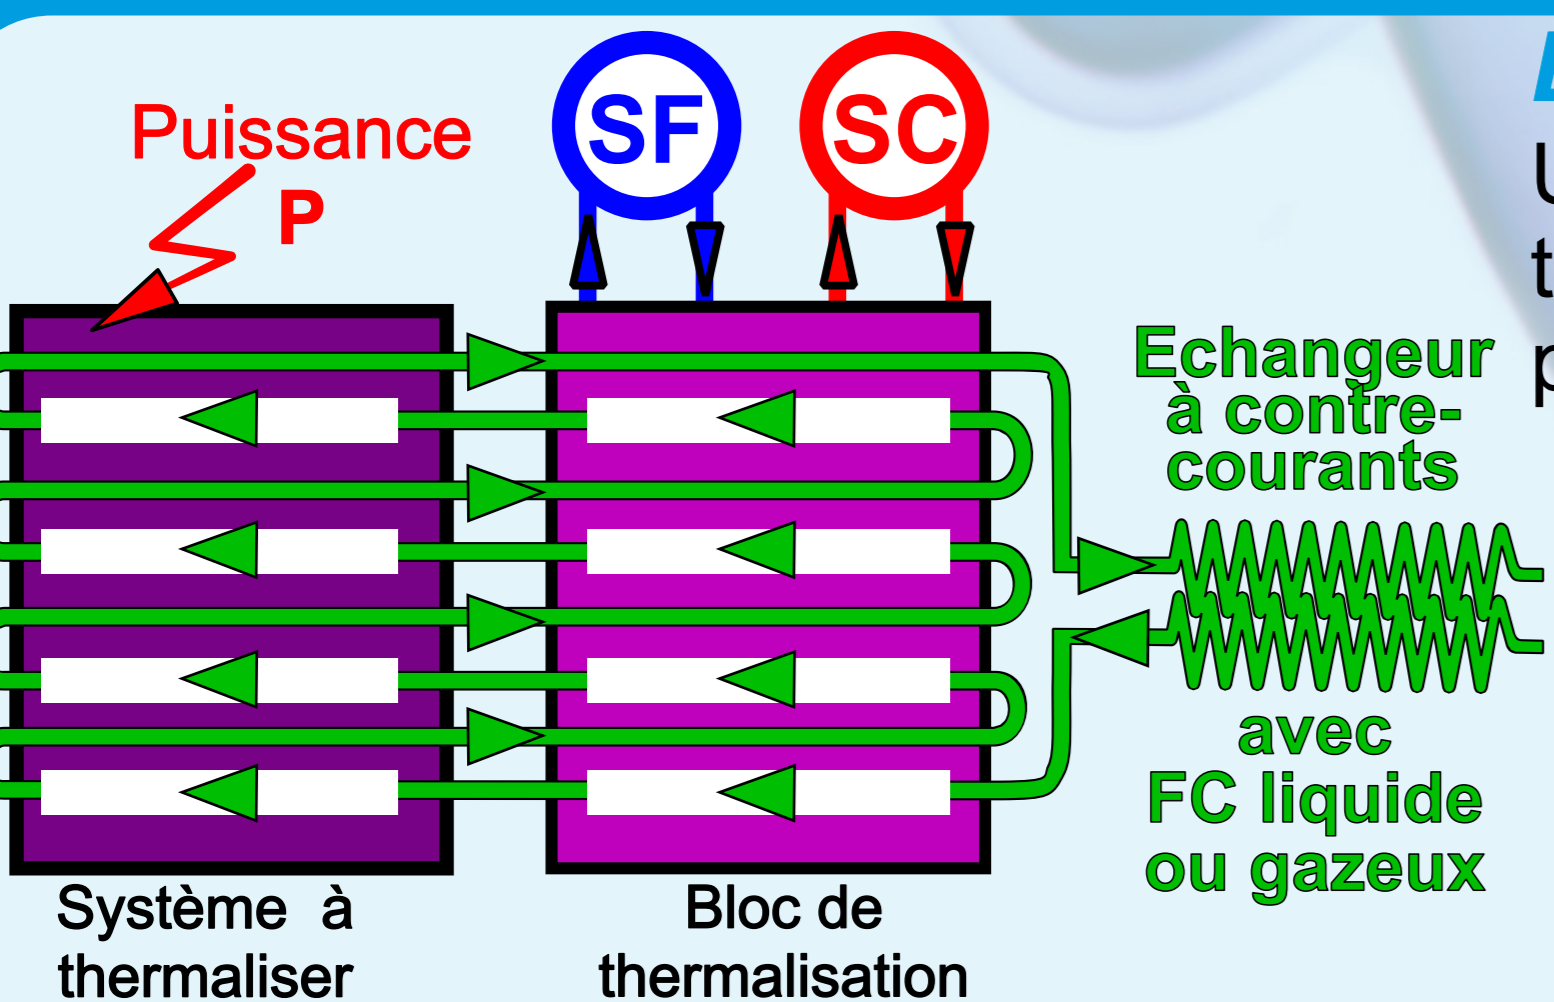 Puissance
P
SF
SC
Echangeur
à contre-
courants
avec
FC liquide
ou gazeux
Système à
thermaliser
Bloc de
thermalisation